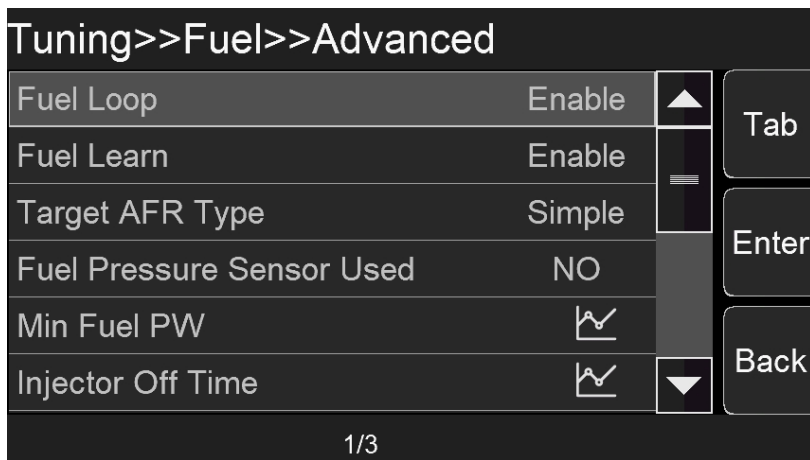 Tuning>>Fuel>>Advanced
Fuel Loop Enable
Fuel Learn Enable
Target AFR Type Simple
Fuel Pressure Sensor Used NO
Min Fuel PW
Injector Off Time
Tab
Enter
Back
1/3